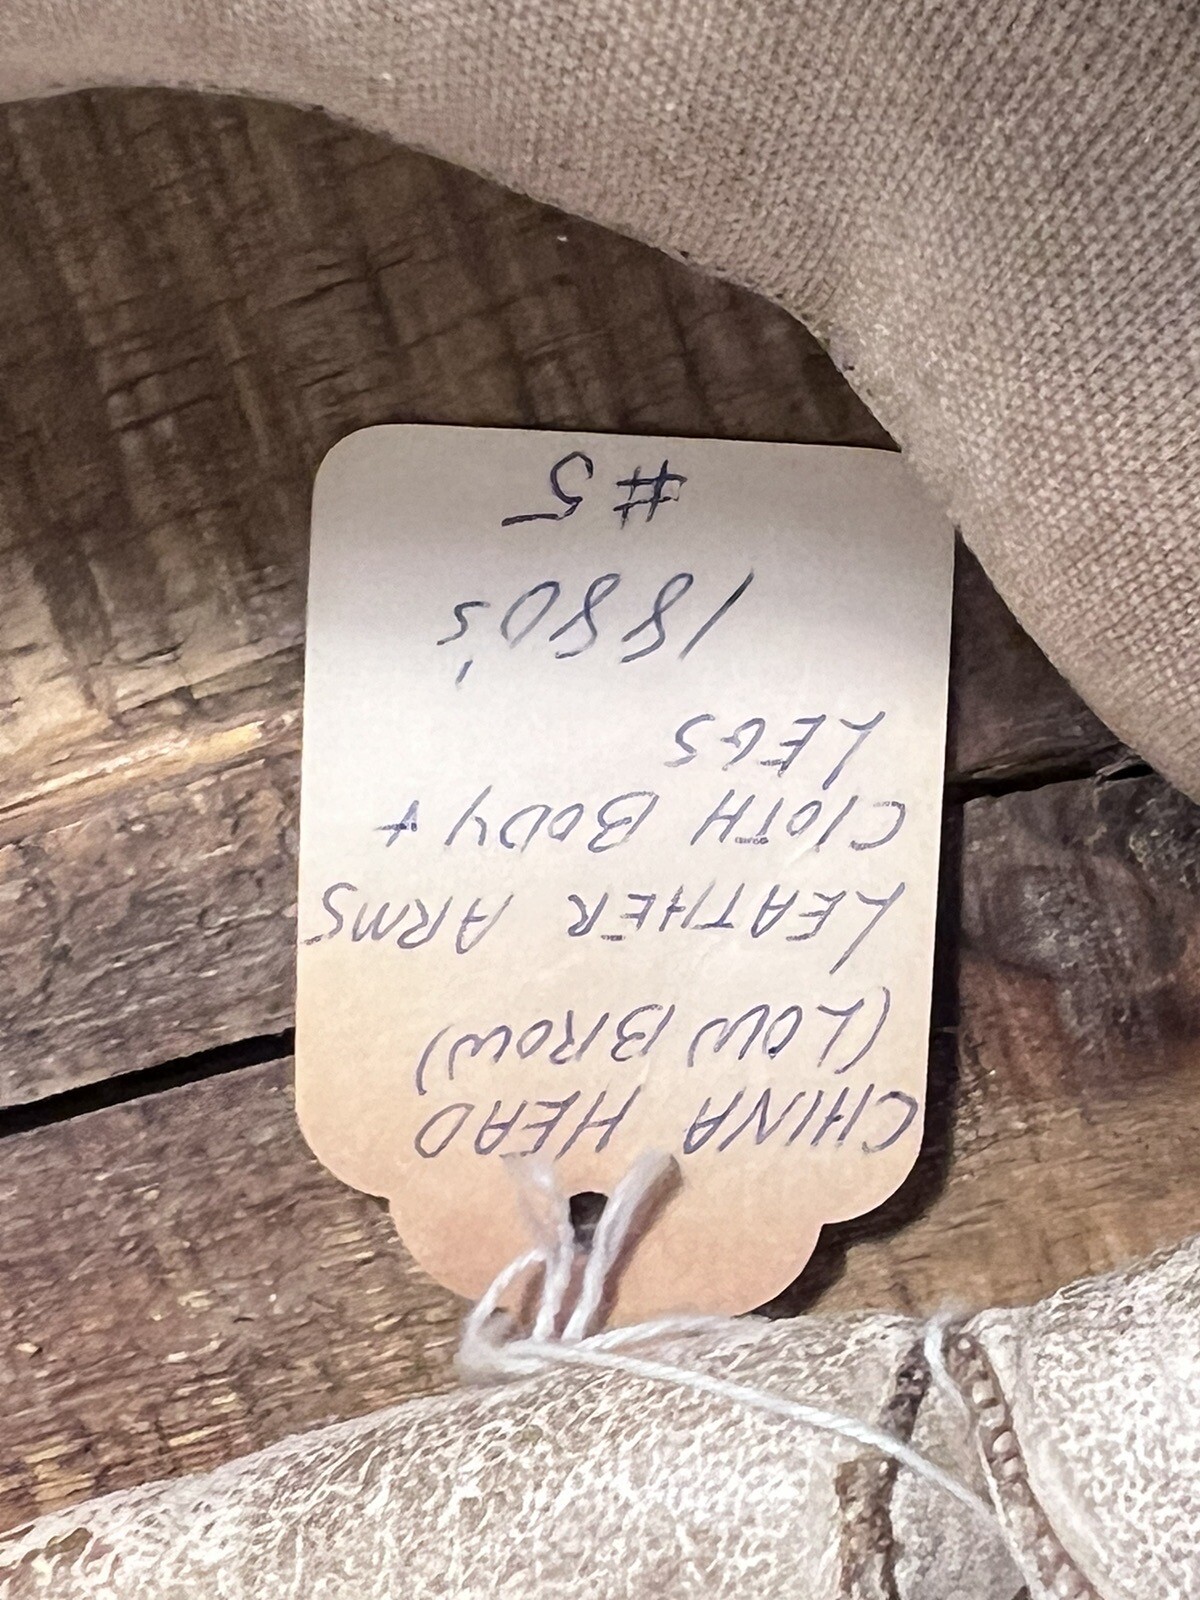 CHINA HEAD
(LOW BROW)
LEATHER ARMS
CLOTH BODY +
LEGS
1880's
# 5